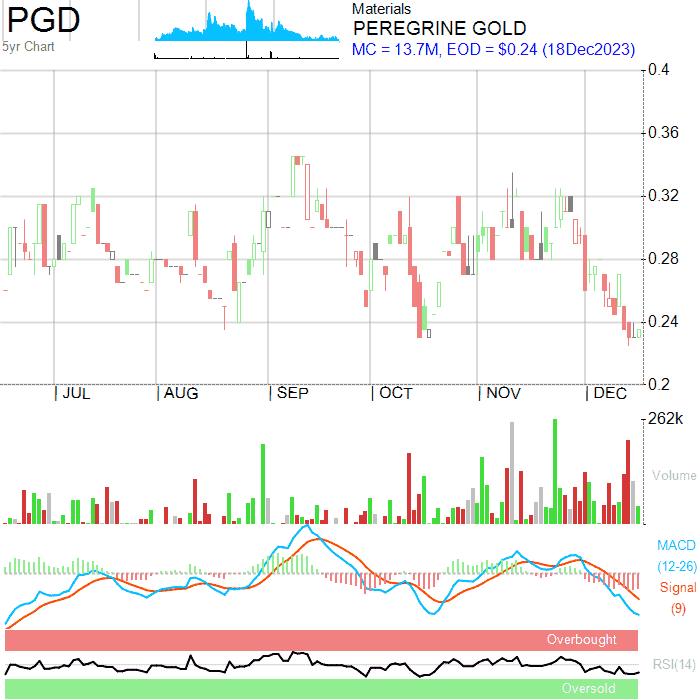 PGD
5yr Chart
Materials
PEREGRINE GOLD
MC = 13.7M, EOD = $0.24 (18Dec2023)
0.4
0.36
0.32
0.28
0.24
0.2
JUL AUG SEP OCT NOV DEC
262k
Volume
MACD
(12-26)
Signal
(9)
Overbought
RSI(14)
Oversold